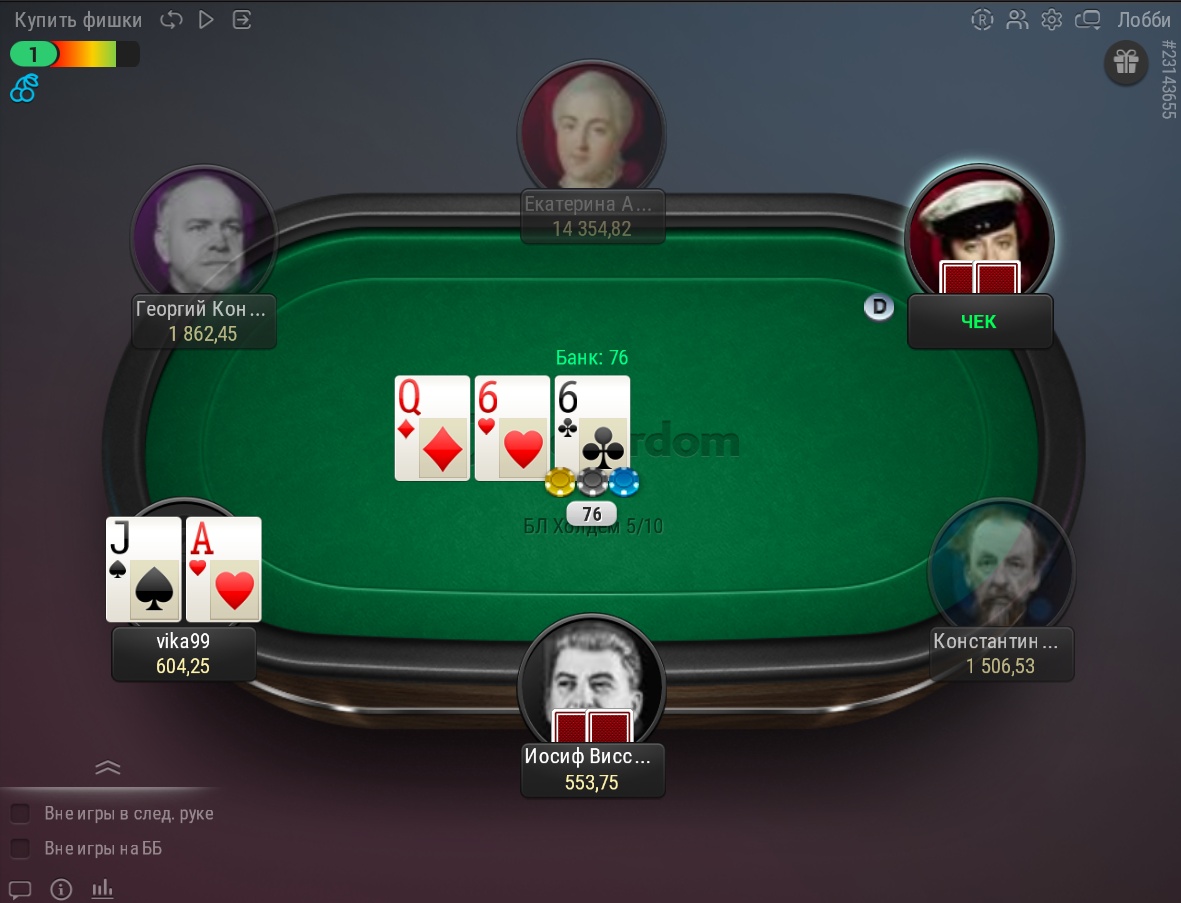 Купить фишки
Лобби
1
#23143655
Екатерина А...
14 354,82
Георгий Кон...
1 862,45
D
ЧЕК
Банк: 76
Q
6
6
rdom
76
БЛ Холдем 5/10
J
A
vika99
604,25
Константин ...
1 506,53
Иосиф Висс...
553,75
Вне игры в след. руке
Вне игры на ББ